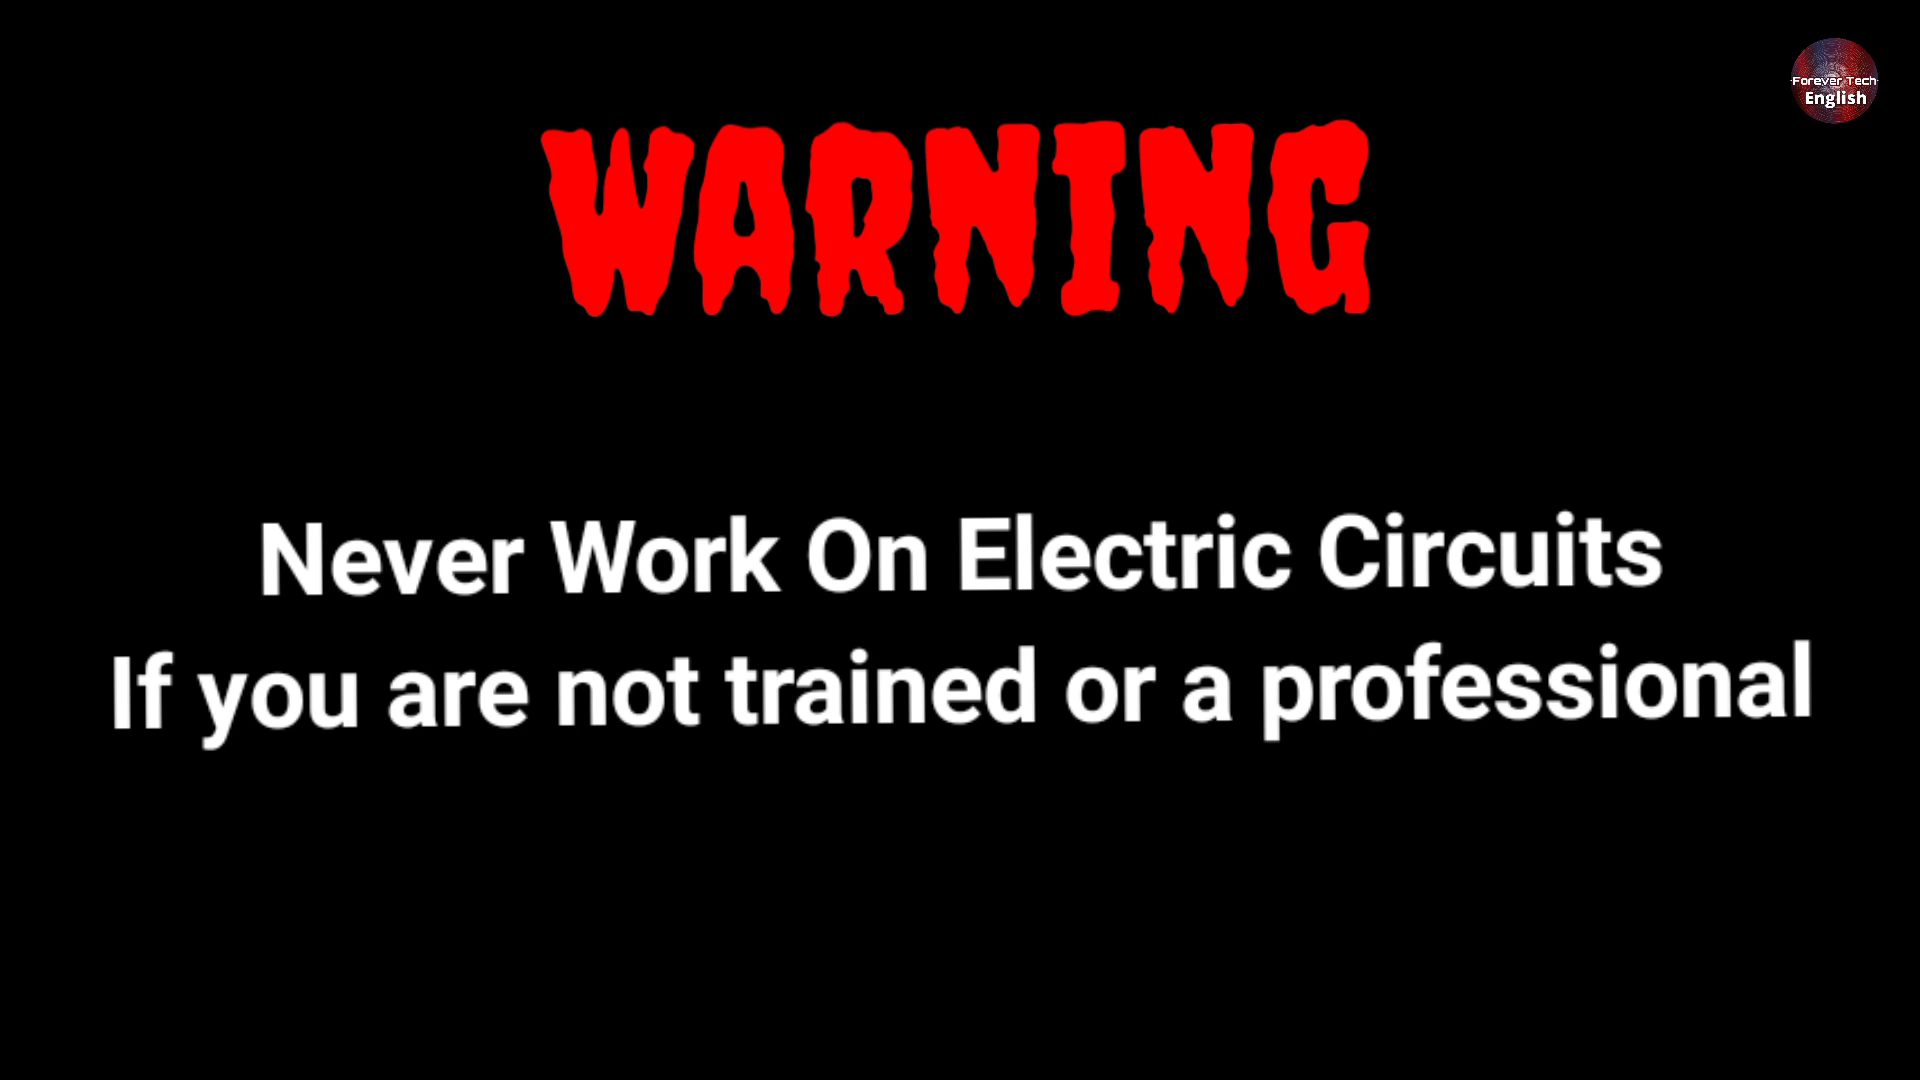 Forever Tech
English
WARNING
Never Work On Electric Circuits
If you are not trained or a professional